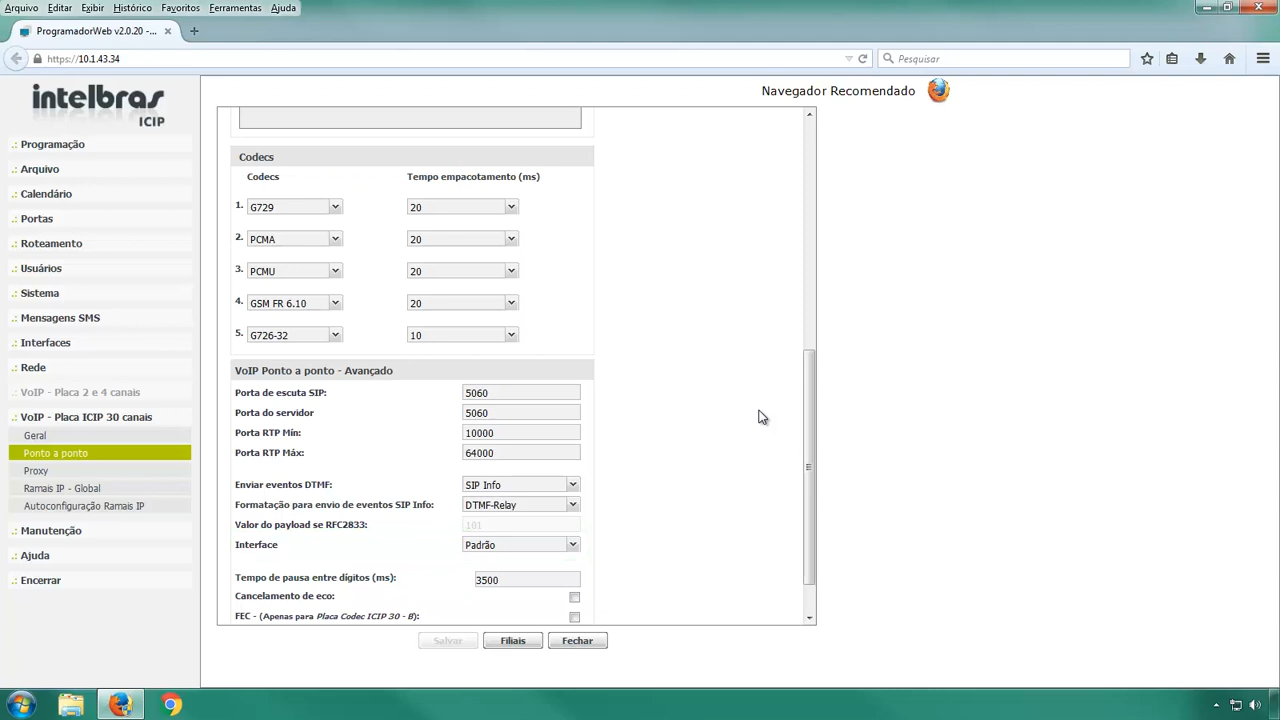 Arquivo Editar Exibir Histórico Favoritos Ferramentas Ajuda
ProgramadorWeb v2.0.20 -...
https://10.1.43.34
Pesquisar
intelbras
ICIP
Navegador Recomendado
.: Programação
.: Arquivo
.: Calendário
.: Portas
.: Roteamento
.: Usuários
.: Sistema
.: Mensagens SMS
.: Interfaces
.: Rede
.: VoIP - Placa 2 e 4 canais
.: VoIP - Placa ICIP 30 canais
Geral
Ponto a ponto
Proxy
Ramais IP - Global
Autoconfiguração Ramais IP
.: Manutenção
.: Ajuda
.: Encerrar
Codecs
Codecs Tempo empacotamento (ms)
1. G729 20
2. PCMA 20
3. PCMU 20
4. GSM FR 6.10 20
5. G726-32 10
VoIP Ponto a ponto - Avançado
Porta de escuta SIP: 5060
Porta do servidor 5060
Porta RTP Mín: 10000
Porta RTP Máx: 64000
Enviar eventos DTMF: SIP Info
Formatação para envio de eventos SIP Info: DTMF-Relay
Valor do payload se RFC2833: 101
Interface Padrão
Tempo de pausa entre dígitos (ms): 3500
Cancelamento de eco:
FEC - (Apenas para Placa Codec ICIP 30 - B):
Salvar Filiais Fechar